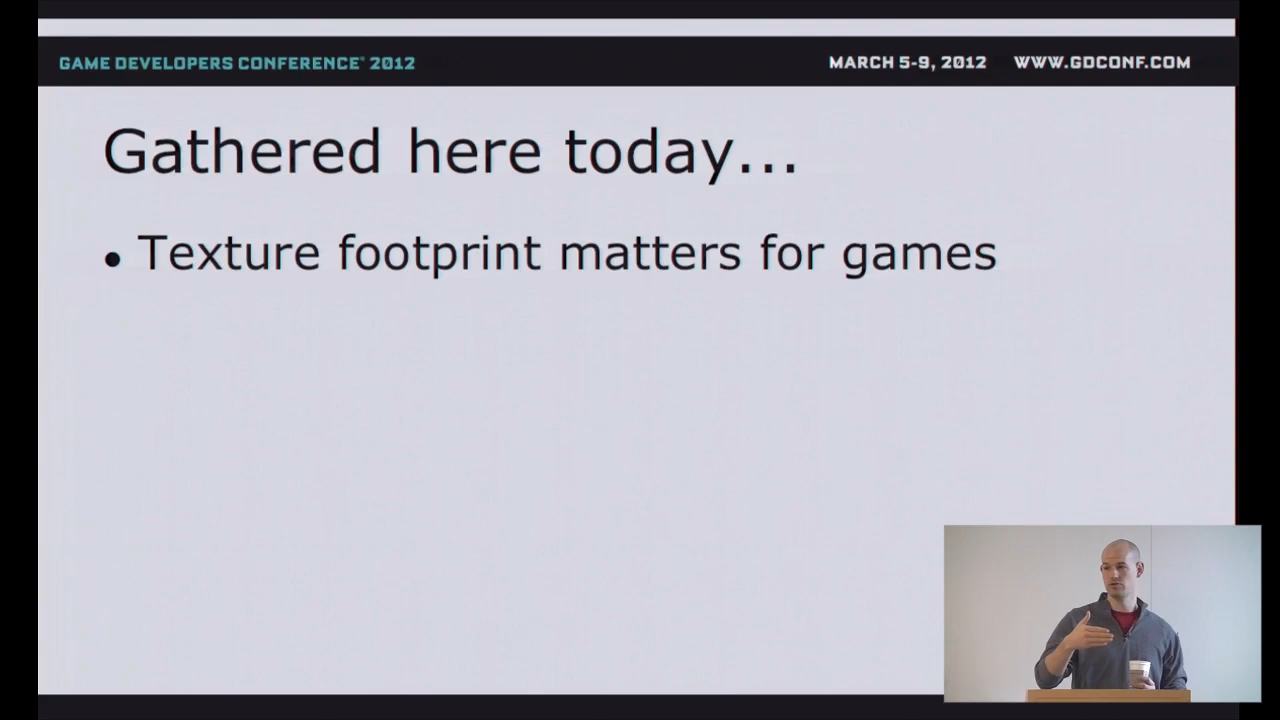 GAME DEVELOPERS CONFERENCE® 2012
MARCH 5-9, 2012 WWW.GDCONF.COM
Gathered here today...
• Texture footprint matters for games